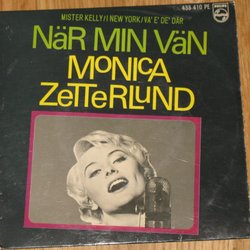 MISTER KELLY/I NEW YORK/VA' E' DE' DÄR
433 410 PE
PHILIPS
NÄR MIN VÄN
MONICA
ZETTERLUND